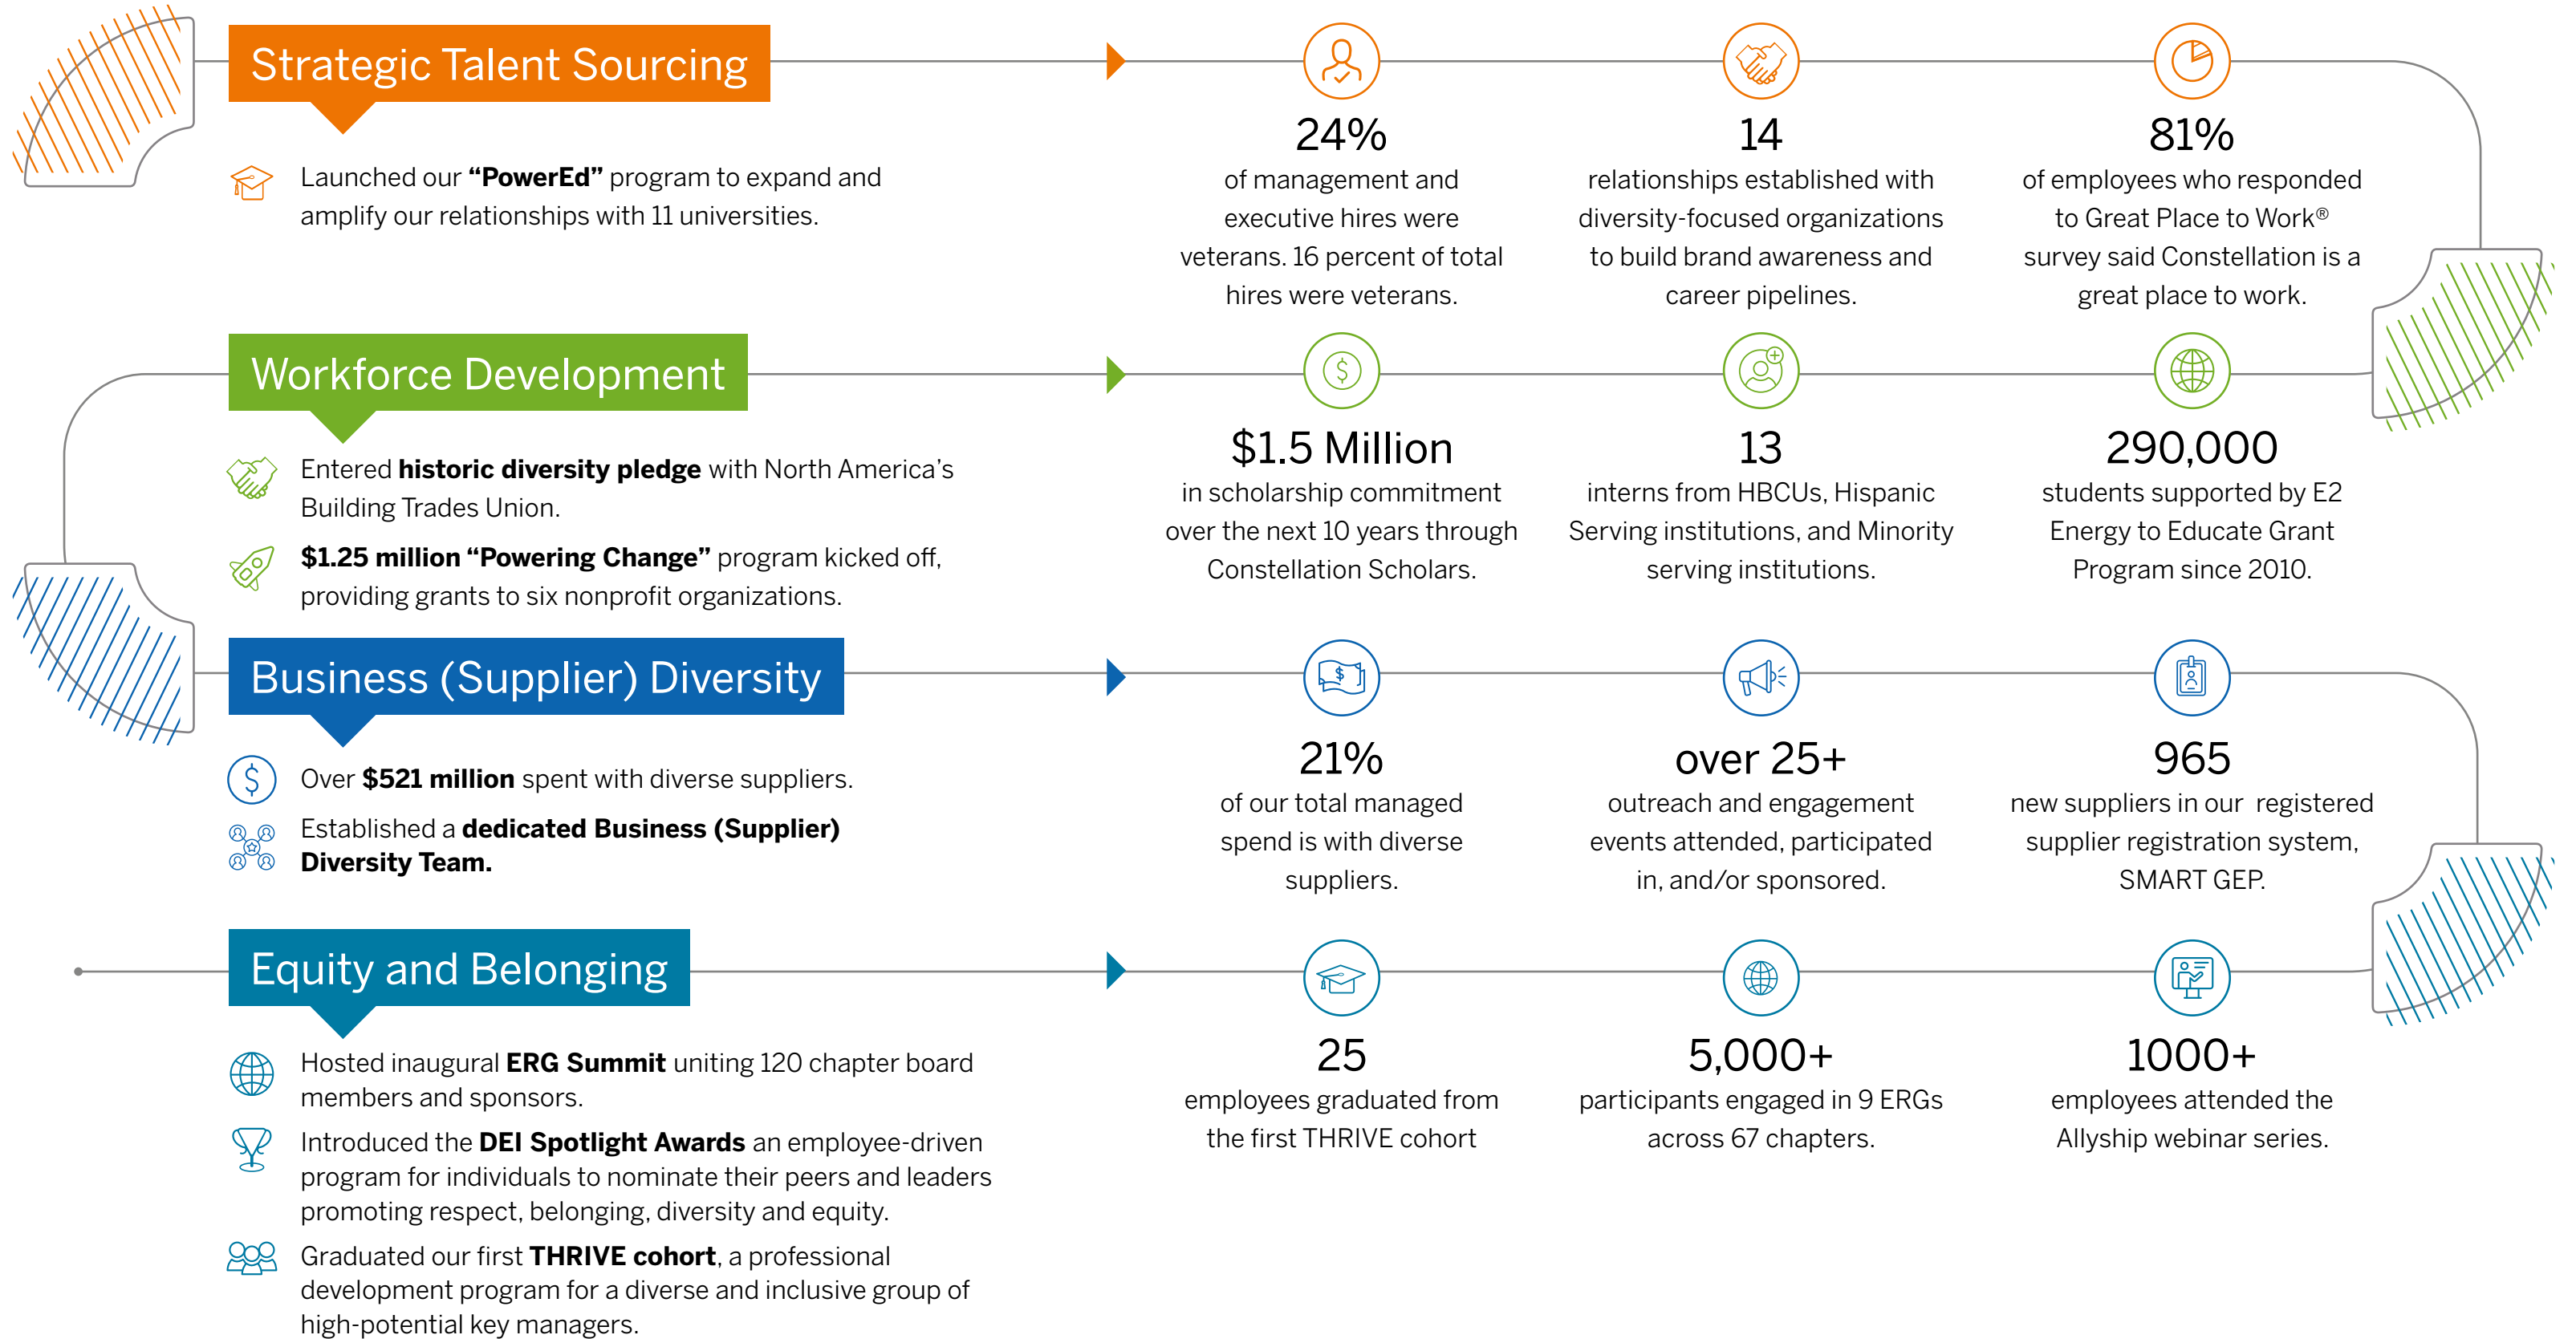 Strategic Talent Sourcing
Launched our “PowerEd” program to expand and
amplify our relationships with 11 universities.
24%
of management and
executive hires were
veterans. 16 percent of total
hires were veterans.
14
relationships established with
diversity-focused organizations
to build brand awareness and
career pipelines.
81%
of employees who responded
to Great Place to Work®
survey said Constellation is a
great place to work.
Workforce Development
Entered historic diversity pledge with North America’s
Building Trades Union.
$1.25 million “Powering Change” program kicked off,
providing grants to six nonprofit organizations.
$1.5 Million
in scholarship commitment
over the next 10 years through
Constellation Scholars.
13
interns from HBCUs, Hispanic
Serving institutions, and Minority
serving institutions.
290,000
students supported by E2
Energy to Educate Grant
Program since 2010.
Business (Supplier) Diversity
Over $521 million spent with diverse suppliers.
Established a dedicated Business (Supplier)
Diversity Team.
21%
of our total managed
spend is with diverse
suppliers.
over 25+
outreach and engagement
events attended, participated
in, and/or sponsored.
965
new suppliers in our registered
supplier registration system,
SMART GEP.
Equity and Belonging
Hosted inaugural ERG Summit uniting 120 chapter board
members and sponsors.
Introduced the DEI Spotlight Awards an employee-driven
program for individuals to nominate their peers and leaders
promoting respect, belonging, diversity and equity.
Graduated our first THRIVE cohort, a professional
development program for a diverse and inclusive group of
high-potential key managers.
25
employees graduated from
the first THRIVE cohort
5,000+
participants engaged in 9 ERGs
across 67 chapters.
1000+
employees attended the
Allyship webinar series.